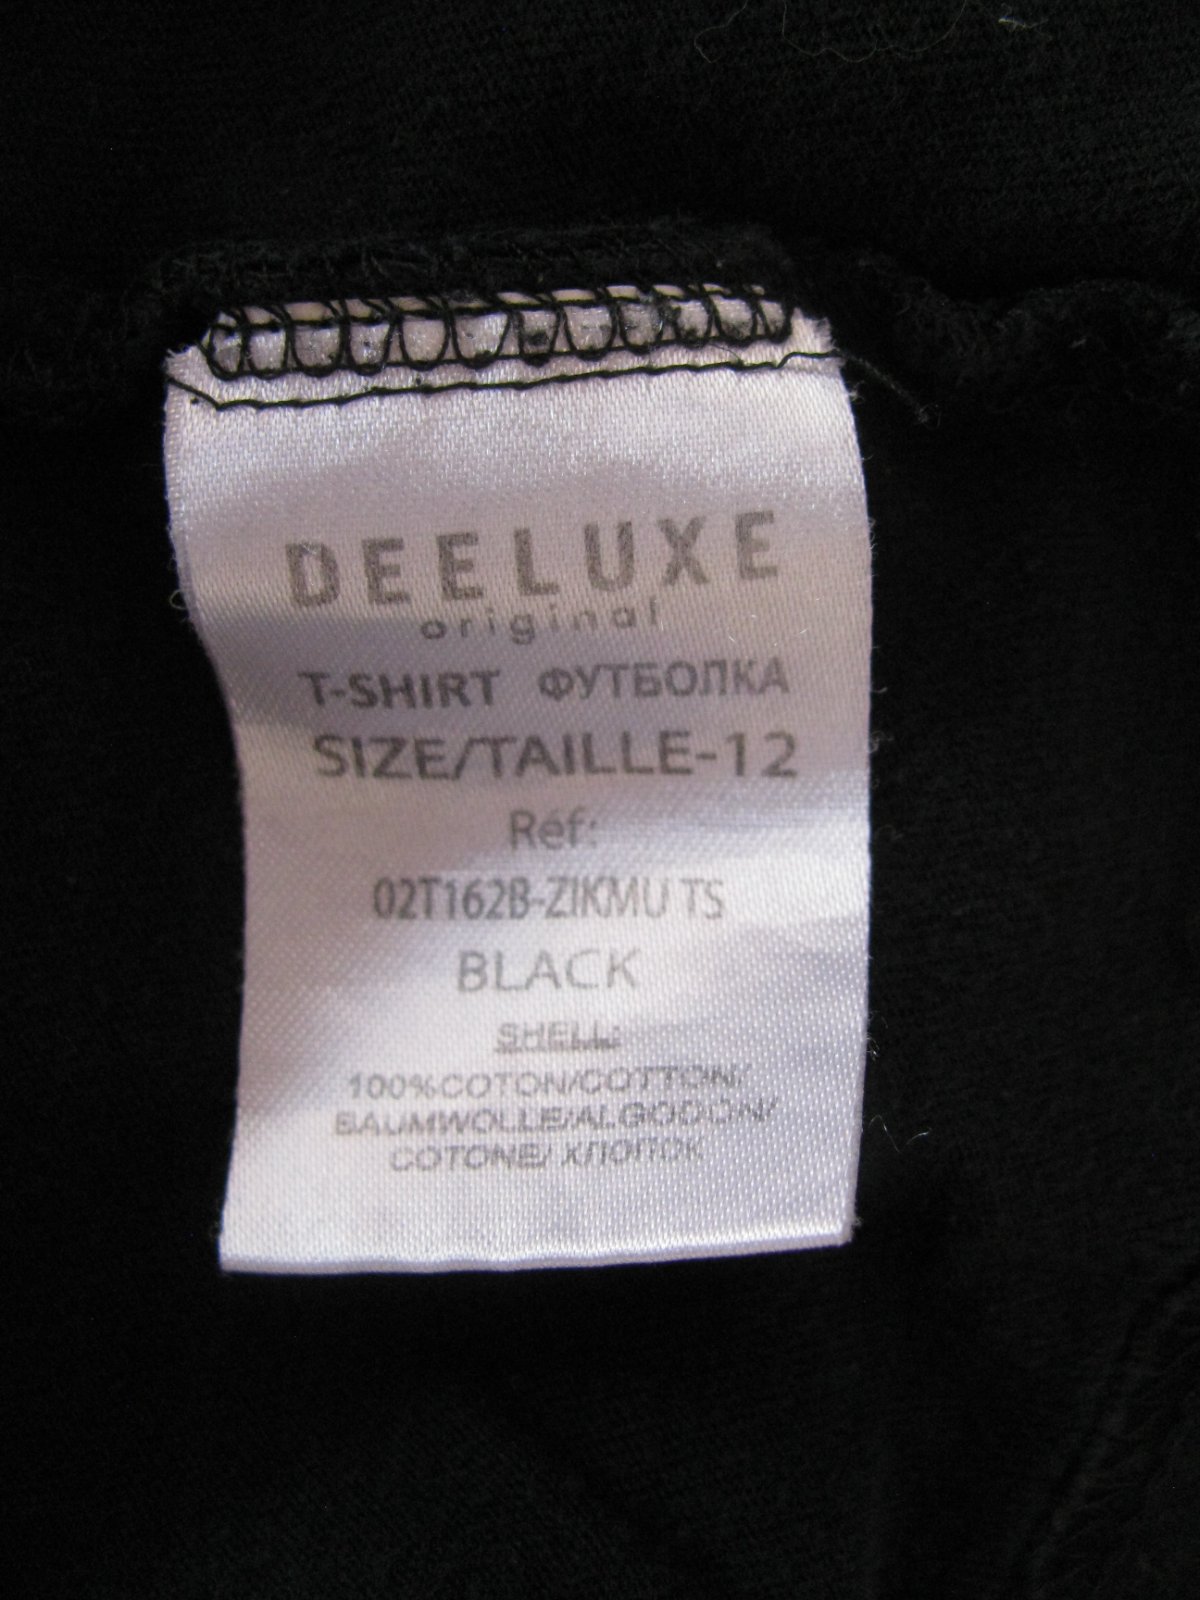 DEELUXE
original
T-SHIRT ФУТБОЛКА
SIZE/TAILLE-12
Réf:
02T162B-ZIKMU TS
BLACK
SHELL:
100%COTON/COTTON/
BAUMWOLLE/ALGODON/
COTONE/ ХЛОПОК